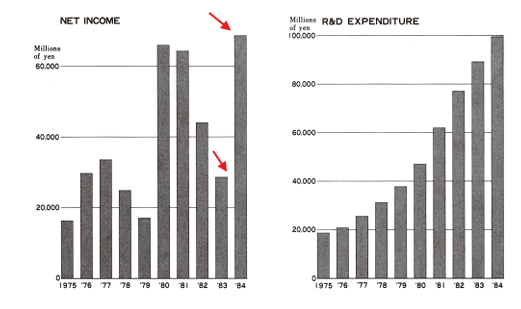 NET INCOME
Millions
of yen
60,000
40,000
20,000
0
1975 '76 '77 '78 '79 '80 '81 '82 '83 '84
Millions
of yen
R&D EXPENDITURE
100,000
80,000
60,000
40,000
20,000
0
1975 '76 '77 '78 '79 '80 '81 '82 '83 '84